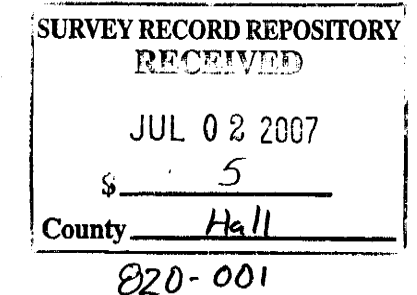 SURVEY RECORD REPOSITORY
RECEIVED
JUL 02 2007
$ 5
County Hall
820-001